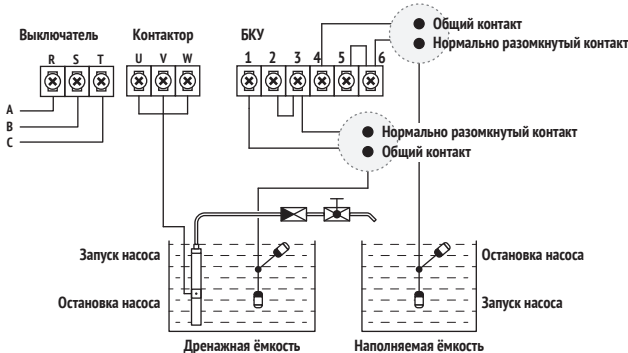 Выключатель
Контактор
БКУ
R S T
U V W
1 2 3 4 5 6
A
B
C
Общий контакт
Нормально разомкнутый контакт
Нормально разомкнутый контакт
Общий контакт
Запуск насоса
Остановка насоса
Остановка насоса
Запуск насоса
Дренажная ёмкость
Наполняемая ёмкость